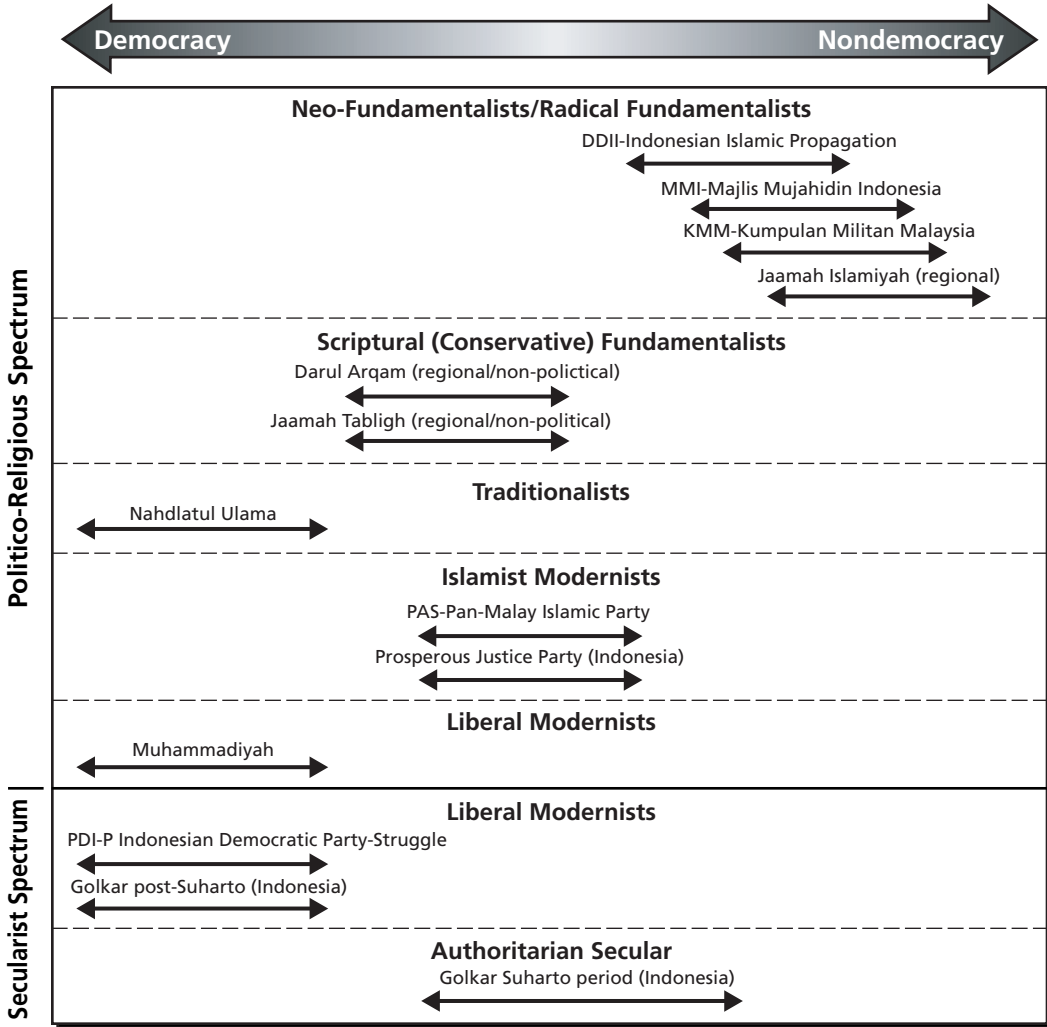 Democracy
Nondemocracy
Politico-Religious Spectrum
Neo-Fundamentalists/Radical Fundamentalists
DDII-Indonesian Islamic Propagation
MMI-Majlis Mujahidin Indonesia
KMM-Kumpulan Militan Malaysia
Jaamah Islamiyah (regional)
Scriptural (Conservative) Fundamentalists
Darul Arqam (regional/non-polictical)
Jaamah Tabligh (regional/non-political)
Traditionalists
Nahdlatul Ulama
Islamist Modernists
PAS-Pan-Malay Islamic Party
Prosperous Justice Party (Indonesia)
Liberal Modernists
Muhammadiyah
Secularist Spectrum
Liberal Modernists
PDI-P Indonesian Democratic Party-Struggle
Golkar post-Suharto (Indonesia)
Authoritarian Secular
Golkar Suharto period (Indonesia)